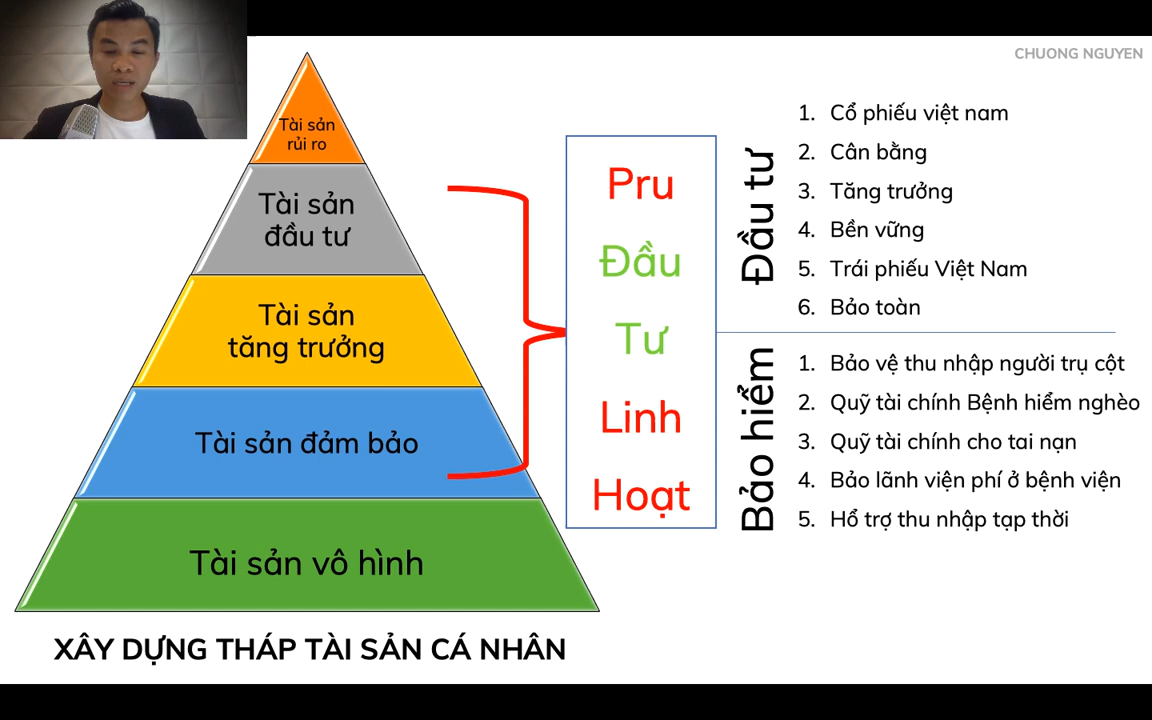 CHUONG NGUYEN
Tài sản
rủi ro
Tài sản
đầu tư
Tài sản
tăng trưởng
Tài sản đảm bảo
Tài sản vô hình
XÂY DỰNG THÁP TÀI SẢN CÁ NHÂN
Pru
Đầu
Tư
Linh
Hoạt
Đầu tư
1. Cổ phiếu việt nam
2. Cân bằng
3. Tăng trưởng
4. Bền vững
5. Trái phiếu Việt Nam
6. Bảo toàn
Bảo hiểm
1. Bảo vệ thu nhập người trụ cột
2. Quỹ tài chính Bệnh hiểm nghèo
3. Quỹ tài chính cho tai nạn
4. Bảo lãnh viện phí ở bệnh viện
5. Hổ trợ thu nhập tạp thời